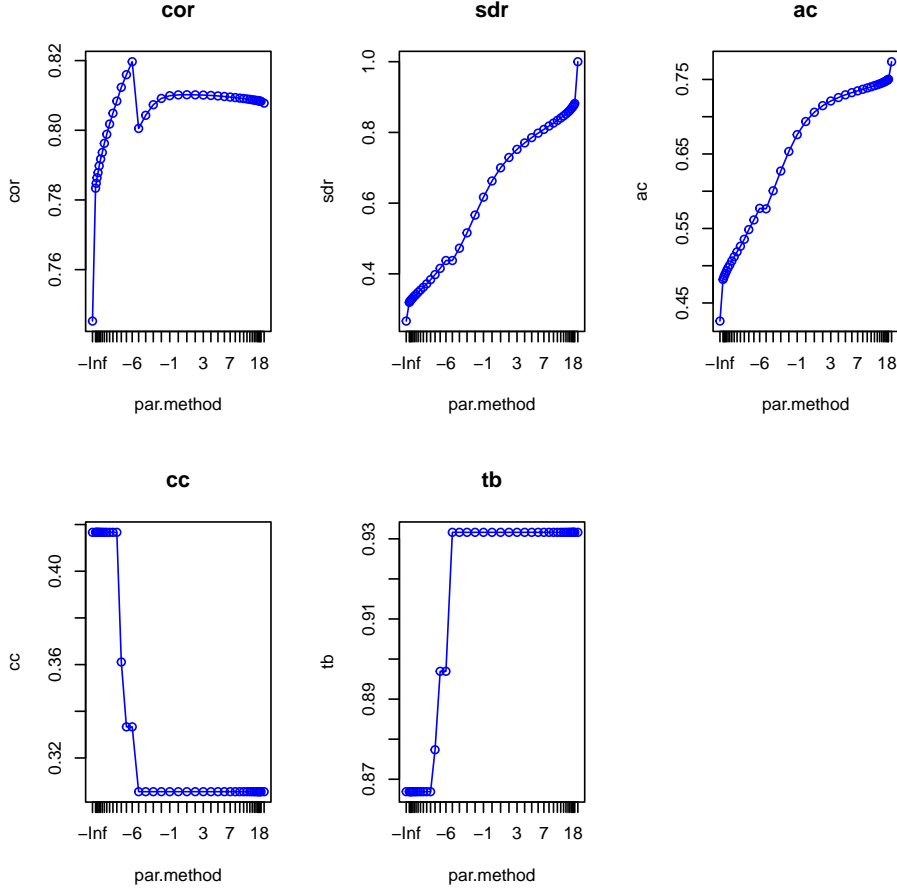 cor
cor
0.82
0.80
0.78
0.76
−Inf −6 −1 3 7 18
par.method
sdr
sdr
1.0
0.8
0.6
0.4
−Inf −6 −1 3 7 18
par.method
ac
ac
0.75
0.65
0.55
0.45
−Inf −6 −1 3 7 18
par.method
cc
cc
0.40
0.36
0.32
−Inf −6 −1 3 7 18
par.method
tb
tb
0.93
0.91
0.89
0.87
−Inf −6 −1 3 7 18
par.method